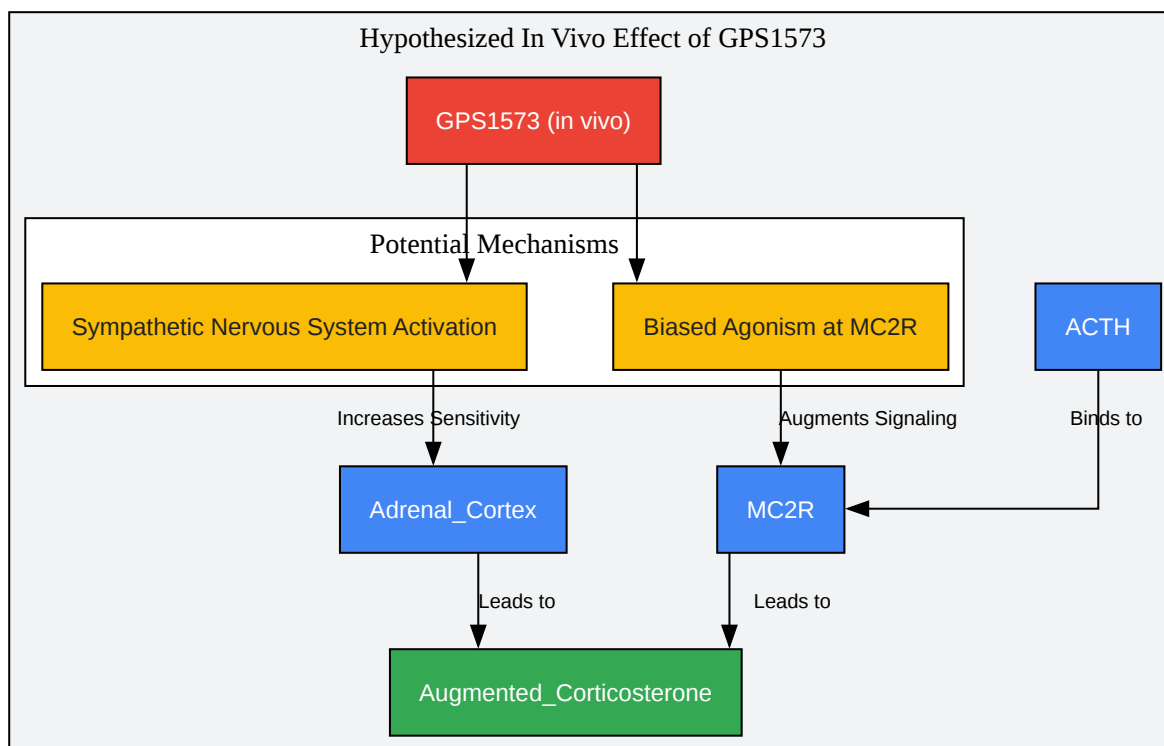 Hypothesized In Vivo Effect of GPS1573
GPS1573 (in vivo)
Potential Mechanisms
Sympathetic Nervous System Activation
Biased Agonism at MC2R
ACTH
Increases Sensitivity
Augments Signaling
Binds to
Adrenal_Cortex
MC2R
Leads to
Leads to
Augmented_Corticosterone